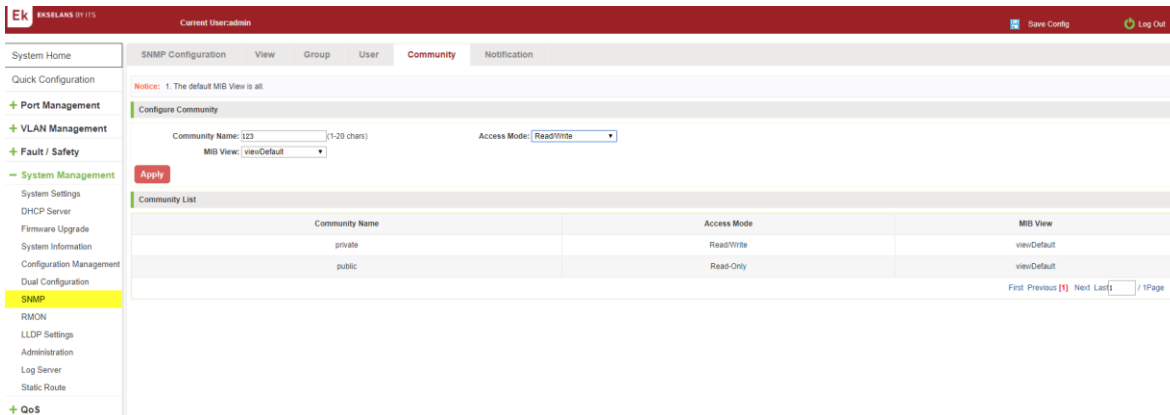 Ek EKSELANS BY ITS
Current User:admin
Save Config
Log Out
System Home
Quick Configuration
Port Management
VLAN Management
Fault / Safety
System Management
System Settings
DHCP Server
Firmware Upgrade
System Information
Configuration Management
Dual Configuration
SNMP
RMON
LLDP Settings
Administration
Log Server
Static Route
QoS
SNMP Configuration View Group User Community Notification
Notice: 1. The default MIB View is all.
Configure Community
Community Name: 123 (1-20 chars) Access Mode: Read/Write
MIB View: viewDefault
Apply
Community List
Community Name Access Mode MIB View
private Read/Write viewDefault
public Read-Only viewDefault
First Previous [1] Next Last 1 / 1Page